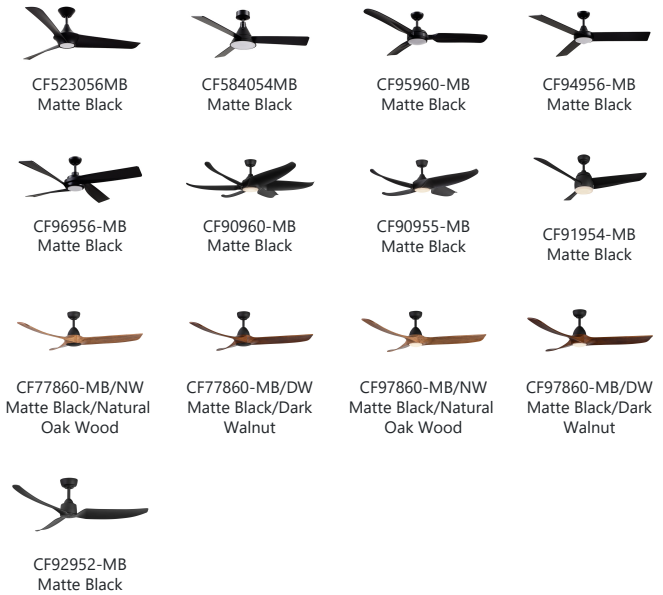 CF523056MB
Matte Black
CF584054MB
Matte Black
CF95960-MB
Matte Black
CF94956-MB
Matte Black
CF96956-MB
Matte Black
CF90960-MB
Matte Black
CF90955-MB
Matte Black
CF91954-MB
Matte Black
CF77860-MB/NW
Matte Black/Natural
Oak Wood
CF77860-MB/DW
Matte Black/Dark
Walnut
CF97860-MB/NW
Matte Black/Natural
Oak Wood
CF97860-MB/DW
Matte Black/Dark
Walnut
CF92952-MB
Matte Black